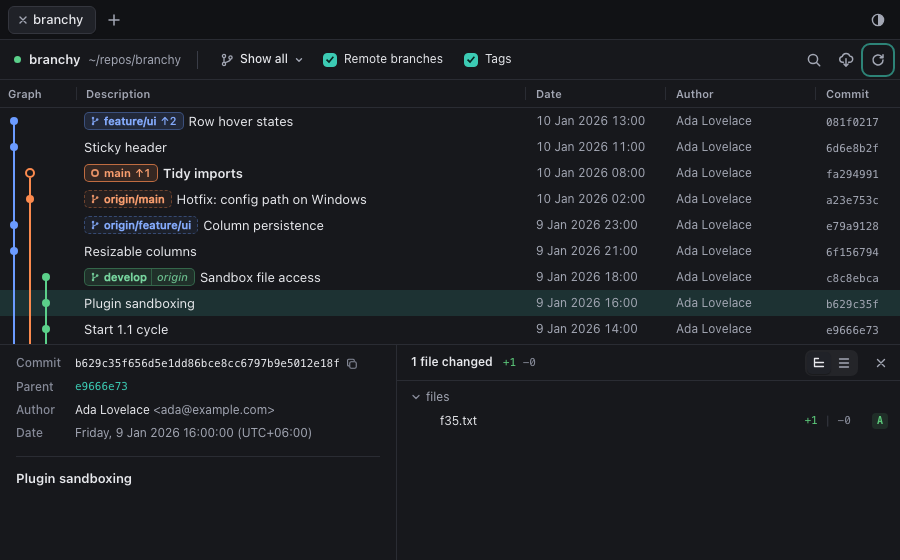 branchy
branchy ~/repos/branchy Show all Remote branches Tags
Graph Description Date Author Commit
feature/ui ↑2 Row hover states 10 Jan 2026 13:00 Ada Lovelace 081f0217
Sticky header 10 Jan 2026 11:00 Ada Lovelace 6d6e8b2f
main ↑1 Tidy imports 10 Jan 2026 08:00 Ada Lovelace fa294991
origin/main Hotfix: config path on Windows 10 Jan 2026 02:00 Ada Lovelace a23e753c
origin/feature/ui Column persistence 9 Jan 2026 23:00 Ada Lovelace e79a9128
Resizable columns 9 Jan 2026 21:00 Ada Lovelace 6f156794
develop origin Sandbox file access 9 Jan 2026 18:00 Ada Lovelace c8c8ebca
Plugin sandboxing 9 Jan 2026 16:00 Ada Lovelace b629c35f
Start 1.1 cycle 9 Jan 2026 14:00 Ada Lovelace e9666e73
Commit b629c35f656d5e1dd86bce8cc6797b9e5012e18f
Parent e9666e73
Author Ada Lovelace <ada@example.com>
Date Friday, 9 Jan 2026 16:00:00 (UTC+06:00)
Plugin sandboxing
1 file changed +1 −0
files
f35.txt +1 −0 A